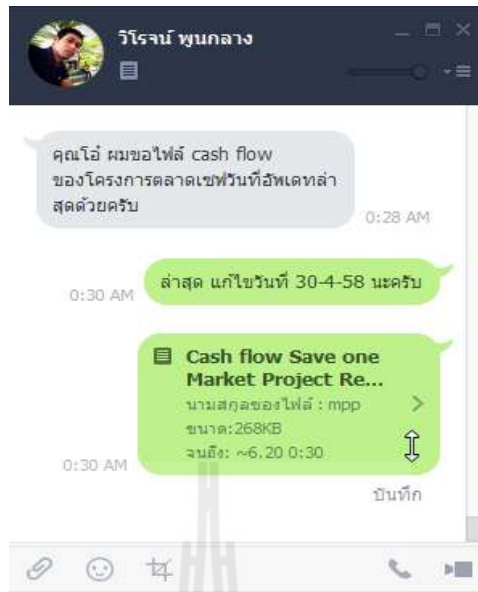 วิโรจน์ พูนกลาง
คุณโอ๋ ผมขอไฟล์ cash flow
ของโครงการตลาดเซฟวันที่อัพเดทล่า
สุดด้วยครับ
0:28 AM
ล่าสุด แก้ไขวันที่ 30-4-58 นะครับ
0:30 AM
Cash flow Save one
Market Project Re...
นามสกุลของไฟล์ : mpp
ขนาด:268KB
จนถึง: ~6.20 0:30
0:30 AM
บันทึก